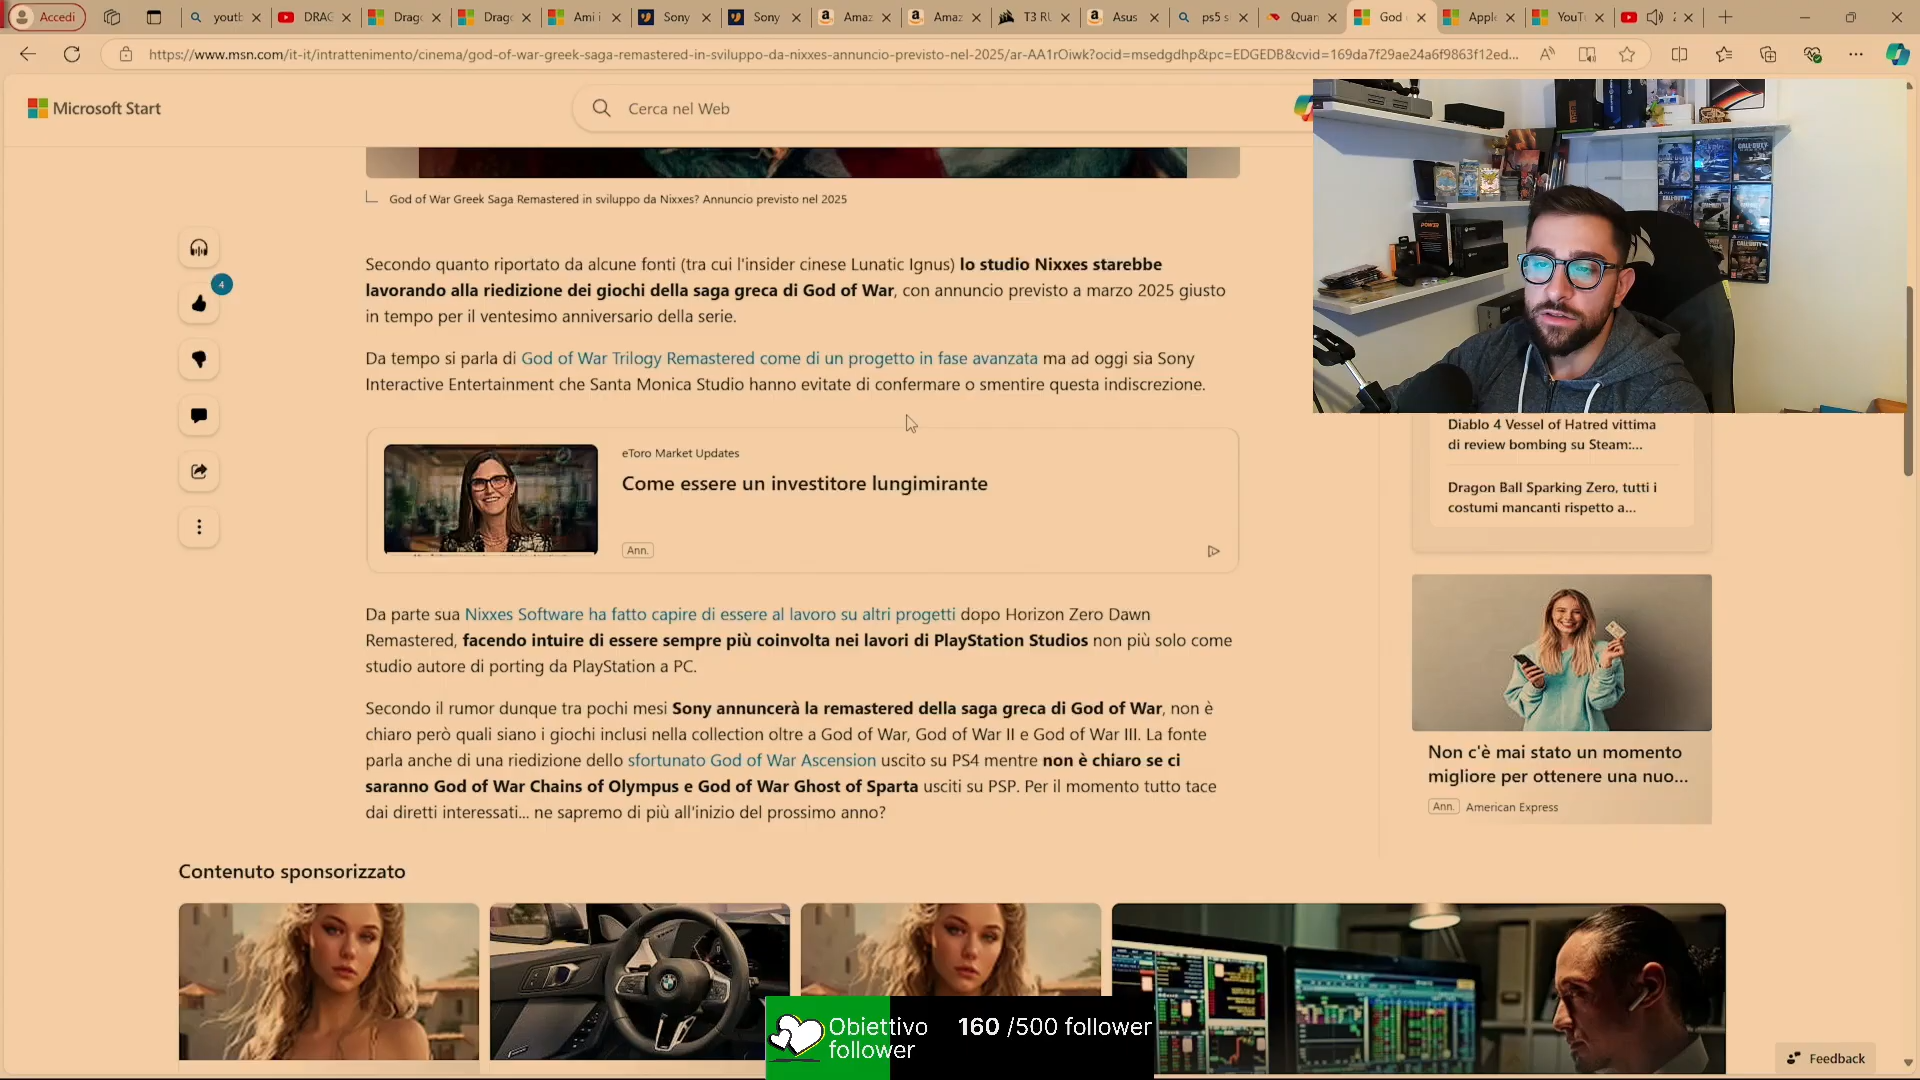 Accedi
youtb
DRAG
Drago
Drago
Ami i
Sony
Sony
Amaz
Amaz
T3 RU
Asus
ps5 s
Quar
God
Apple
YouT
https://www.msn.com/it-it/intrattenimento/cinema/god-of-war-greek-saga-remastered-in-sviluppo-da-nixxes-annuncio-previsto-nel-2025/ar-AA1rOiwk?ocid=msedgdhp&pc=EDGEDB&cvid=169da7f29ae24a6f9863f12ed...
Microsoft Start
Cerca nel Web
God of War Greek Saga Remastered in sviluppo da Nixxes? Annuncio previsto nel 2025
4
Secondo quanto riportato da alcune fonti (tra cui l'insider cinese Lunatic Ignus) lo studio Nixxes starebbe
lavorando alla riedizione dei giochi della saga greca di God of War, con annuncio previsto a marzo 2025 giusto
in tempo per il ventesimo anniversario della serie.
Da tempo si parla di God of War Trilogy Remastered come di un progetto in fase avanzata ma ad oggi sia Sony
Interactive Entertainment che Santa Monica Studio hanno evitate di confermare o smentire questa indiscrezione.
eToro Market Updates
Come essere un investitore lungimirante
Ann.
Da parte sua Nixxes Software ha fatto capire di essere al lavoro su altri progetti dopo Horizon Zero Dawn
Remastered, facendo intuire di essere sempre più coinvolta nei lavori di PlayStation Studios non più solo come
studio autore di porting da PlayStation a PC.
Secondo il rumor dunque tra pochi mesi Sony annuncerà la remastered della saga greca di God of War, non è
chiaro però quali siano i giochi inclusi nella collection oltre a God of War, God of War II e God of War III. La fonte
parla anche di una riedizione dello sfortunato God of War Ascension uscito su PS4 mentre non è chiaro se ci
saranno God of War Chains of Olympus e God of War Ghost of Sparta usciti su PSP. Per il momento tutto tace
dai diretti interessati... ne sapremo di più all'inizio del prossimo anno?
Diablo 4 Vessel of Hatred vittima
di review bombing su Steam:...
Dragon Ball Sparking Zero, tutti i
costumi mancanti rispetto a...
Non c'è mai stato un momento
migliore per ottenere una nuo...
Ann. American Express
Contenuto sponsorizzato
Obiettivo
follower
160 /500 follower
Feedback